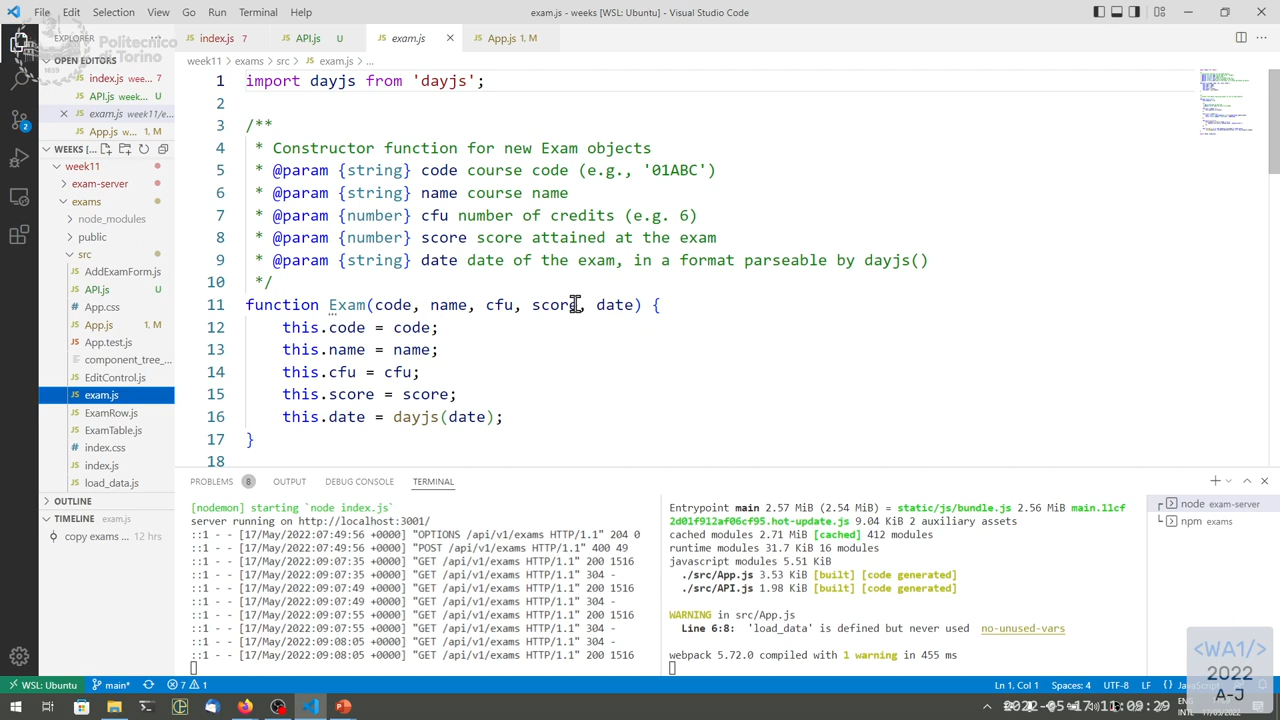 File Edit Selection View Go Run Terminal Help
exam.js - weeks [WSL: Ubuntu] - Visual Studio Code
EXPLORER
Politecnico
di Torino
1859
index.js 7
API.js U
exam.js
App.js 1, M
OPEN EDITORS
week11 > exams > src > exam.js > ...
index.js wee... 7
API.js week... U
exam.js week11/e...
App.js w... 1, M
WEEKS [...
week11
exam-server
exams
node_modules
public
src
AddExamForm.js
API.js U
App.css
App.js 1, M
App.test.js
component_tree_...
EditControl.js
exam.js
ExamRow.js
ExamTable.js
index.css
index.js
load_data.js
OUTLINE
TIMELINE exam.js
copy exams ... 12 hrs
1 import dayjs from 'dayjs';
2
3 /**
4 * Constructor function for new Exam objects
5 * @param {string} code course code (e.g., '01ABC')
6 * @param {string} name course name
7 * @param {number} cfu number of credits (e.g. 6)
8 * @param {number} score score attained at the exam
9 * @param {string} date date of the exam, in a format parseable by dayjs()
10 */
11 function Exam(code, name, cfu, score, date) {
12 this.code = code;
13 this.name = name;
14 this.cfu = cfu;
15 this.score = score;
16 this.date = dayjs(date);
17 }
18
PROBLEMS 8 OUTPUT DEBUG CONSOLE TERMINAL
[nodemon] starting `node index.js`
server running on http://localhost:3001/
::1 - - [17/May/2022:07:49:56 +0000] "OPTIONS /api/v1/exams HTTP/1.1" 204 0
::1 - - [17/May/2022:07:49:56 +0000] "POST /api/v1/exams HTTP/1.1" 400 49
::1 - - [17/May/2022:09:07:35 +0000] "GET /api/v1/exams HTTP/1.1" 200 1516
::1 - - [17/May/2022:09:07:35 +0000] "GET /api/v1/exams HTTP/1.1" 304 -
::1 - - [17/May/2022:09:07:49 +0000] "GET /api/v1/exams HTTP/1.1" 200 1516
::1 - - [17/May/2022:09:07:49 +0000] "GET /api/v1/exams HTTP/1.1" 304 -
::1 - - [17/May/2022:09:07:55 +0000] "GET /api/v1/exams HTTP/1.1" 200 1516
::1 - - [17/May/2022:09:07:55 +0000] "GET /api/v1/exams HTTP/1.1" 304 -
::1 - - [17/May/2022:09:08:05 +0000] "GET /api/v1/exams HTTP/1.1" 304 -
::1 - - [17/May/2022:09:08:05 +0000] "GET /api/v1/exams HTTP/1.1" 200 1516
Entrypoint main 2.57 MiB (2.54 MiB) = static/js/bundle.js 2.56 MiB main.11cf
2d01f912af06cf95.hot-update.js 9.04 KiB 2 auxiliary assets
cached modules 2.71 MiB [cached] 412 modules
runtime modules 31.7 KiB 16 modules
javascript modules 5.51 KiB
./src/App.js 3.53 KiB [built] [code generated]
./src/API.js 1.98 KiB [built] [code generated]
WARNING in src/App.js
Line 6:8: 'load_data' is defined but never used no-unused-vars
webpack 5.72.0 compiled with 1 warning in 455 ms
node exam-server
npm exams
<WA1/>
2022
A-J
WSL: Ubuntu main* 7 1
Ln 1, Col 1 Spaces: 4 UTF-8 LF JavaScript
2022-05-17 11:09:29
ENG
INTL
17/05/2022